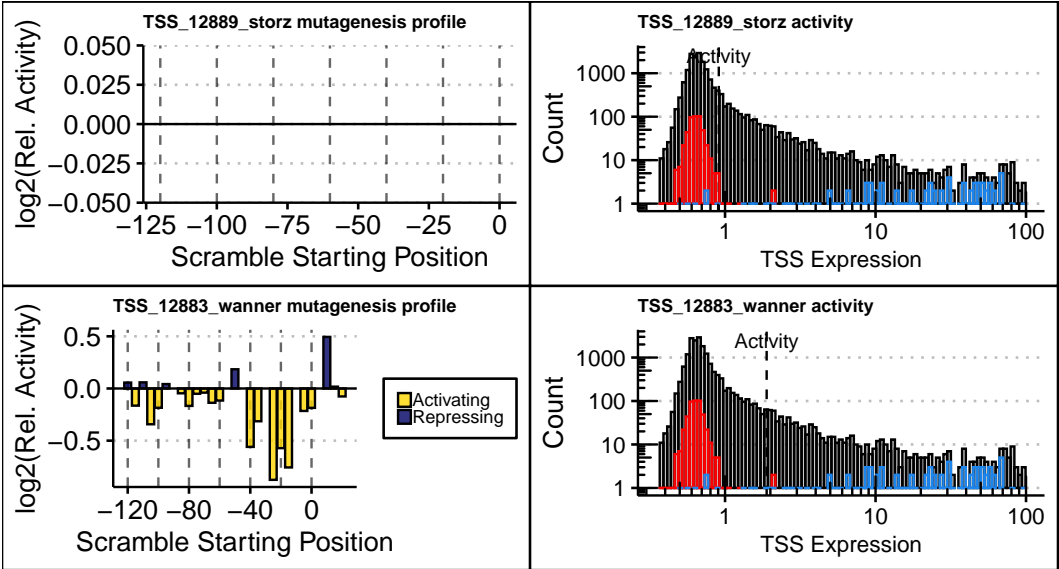 TSS_12889_storz mutagenesis profile
log2(Rel. Activity)
0.050
0.025
0.000
−0.025
−0.050
−125 −100 −75 −50 −25 0
Scramble Starting Position
TSS_12889_storz activity
Activity
Count
1000
100
10
1
1 10 100
TSS Expression
TSS_12883_wanner mutagenesis profile
log2(Rel. Activity)
0.5
0.0
−0.5
−120 −80 −40 0
Scramble Starting Position
Activating
Repressing
TSS_12883_wanner activity
Activity
Count
1000
100
10
1
1 10 100
TSS Expression